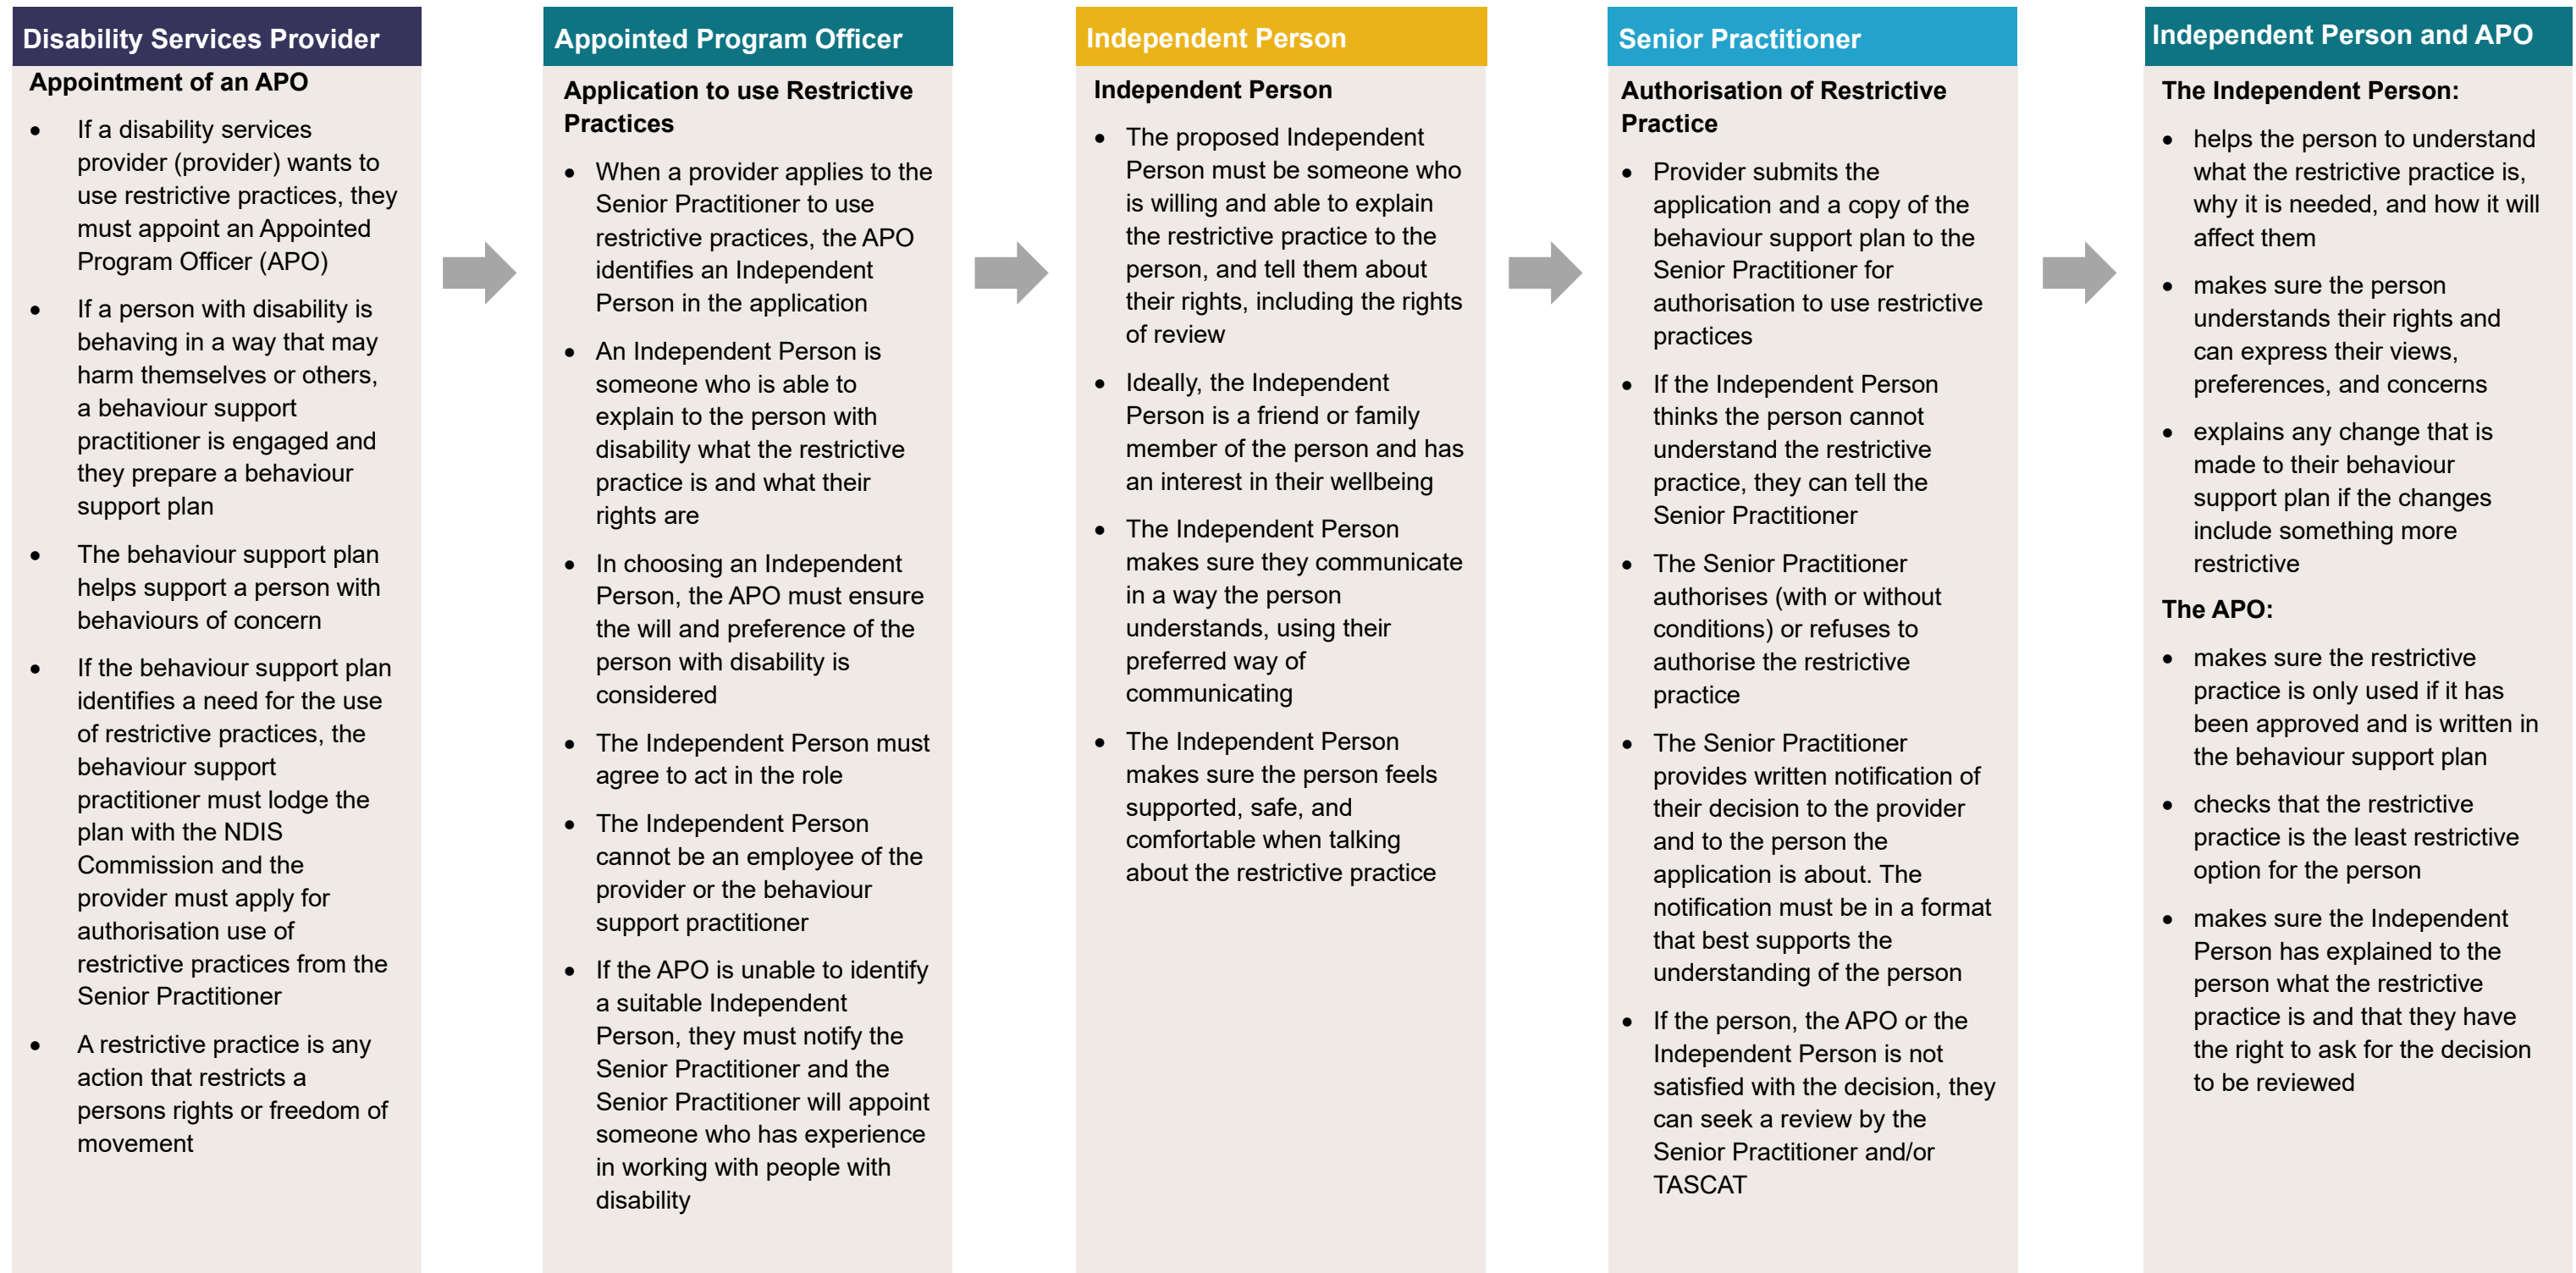 Disability Services Provider
Appointment of an APO
• If a disability services
provider (provider) wants to
use restrictive practices, they
must appoint an Appointed
Program Officer (APO)
• If a person with disability is
behaving in a way that may
harm themselves or others,
a behaviour support
practitioner is engaged and
they prepare a behaviour
support plan
• The behaviour support plan
helps support a person with
behaviours of concern
• If the behaviour support plan
identifies a need for the use
of restrictive practices, the
behaviour support
practitioner must lodge the
plan with the NDIS
Commission and the
provider must apply for
authorisation use of
restrictive practices from the
Senior Practitioner
• A restrictive practice is any
action that restricts a
persons rights or freedom of
movement
Appointed Program Officer
Application to use Restrictive
Practices
• When a provider applies to the
Senior Practitioner to use
restrictive practices, the APO
identifies an Independent
Person in the application
• An Independent Person is
someone who is able to
explain to the person with
disability what the restrictive
practice is and what their
rights are
• In choosing an Independent
Person, the APO must ensure
the will and preference of the
person with disability is
considered
• The Independent Person must
agree to act in the role
• The Independent Person
cannot be an employee of the
provider or the behaviour
support practitioner
• If the APO is unable to identify
a suitable Independent
Person, they must notify the
Senior Practitioner and the
Senior Practitioner will appoint
someone who has experience
in working with people with
disability
Independent Person
Independent Person
• The proposed Independent
Person must be someone who
is willing and able to explain
the restrictive practice to the
person, and tell them about
their rights, including the rights
of review
• Ideally, the Independent
Person is a friend or family
member of the person and has
an interest in their wellbeing
• The Independent Person
makes sure they communicate
in a way the person
understands, using their
preferred way of
communicating
• The Independent Person
makes sure the person feels
supported, safe, and
comfortable when talking
about the restrictive practice
Senior Practitioner
Authorisation of Restrictive
Practice
• Provider submits the
application and a copy of the
behaviour support plan to the
Senior Practitioner for
authorisation to use restrictive
practices
• If the Independent Person
thinks the person cannot
understand the restrictive
practice, they can tell the
Senior Practitioner
• The Senior Practitioner
authorises (with or without
conditions) or refuses to
authorise the restrictive
practice
• The Senior Practitioner
provides written notification of
their decision to the provider
and to the person the
application is about. The
notification must be in a format
that best supports the
understanding of the person
• If the person, the APO or the
Independent Person is not
satisfied with the decision, they
can seek a review by the
Senior Practitioner and/or
TASCAT
Independent Person and APO
The Independent Person:
• helps the person to understand
what the restrictive practice is,
why it is needed, and how it will
affect them
• makes sure the person
understands their rights and
can express their views,
preferences, and concerns
• explains any change that is
made to their behaviour
support plan if the changes
include something more
restrictive
The APO:
• makes sure the restrictive
practice is only used if it has
been approved and is written in
the behaviour support plan
• checks that the restrictive
practice is the least restrictive
option for the person
• makes sure the Independent
Person has explained to the
person what the restrictive
practice is and that they have
the right to ask for the decision
to be reviewed